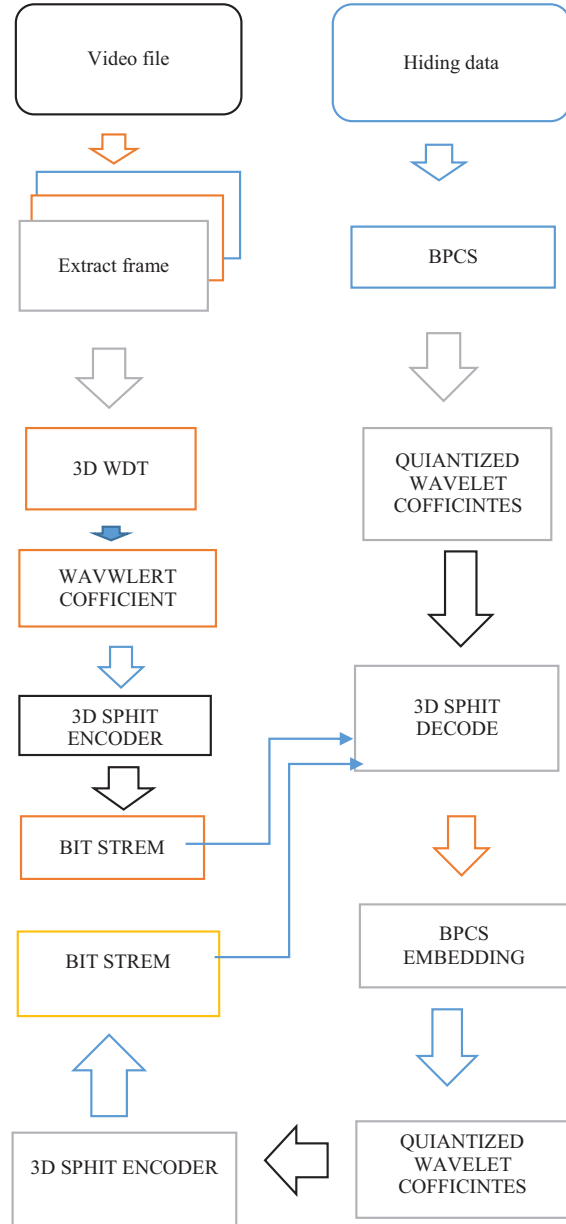 Video file
Hiding data
Extract frame
BPCS
3D WDT
QUIANTIZED
WAVELET
COFFICINTES
WAVWLERT
COFFICIENT
3D SPHIT
ENCODER
3D SPHIT
DECODE
BIT STREM
BPCS
EMBEDDING
BIT STREM
3D SPHIT ENCODER
QUIANTIZED
WAVELET
COFFICINTES